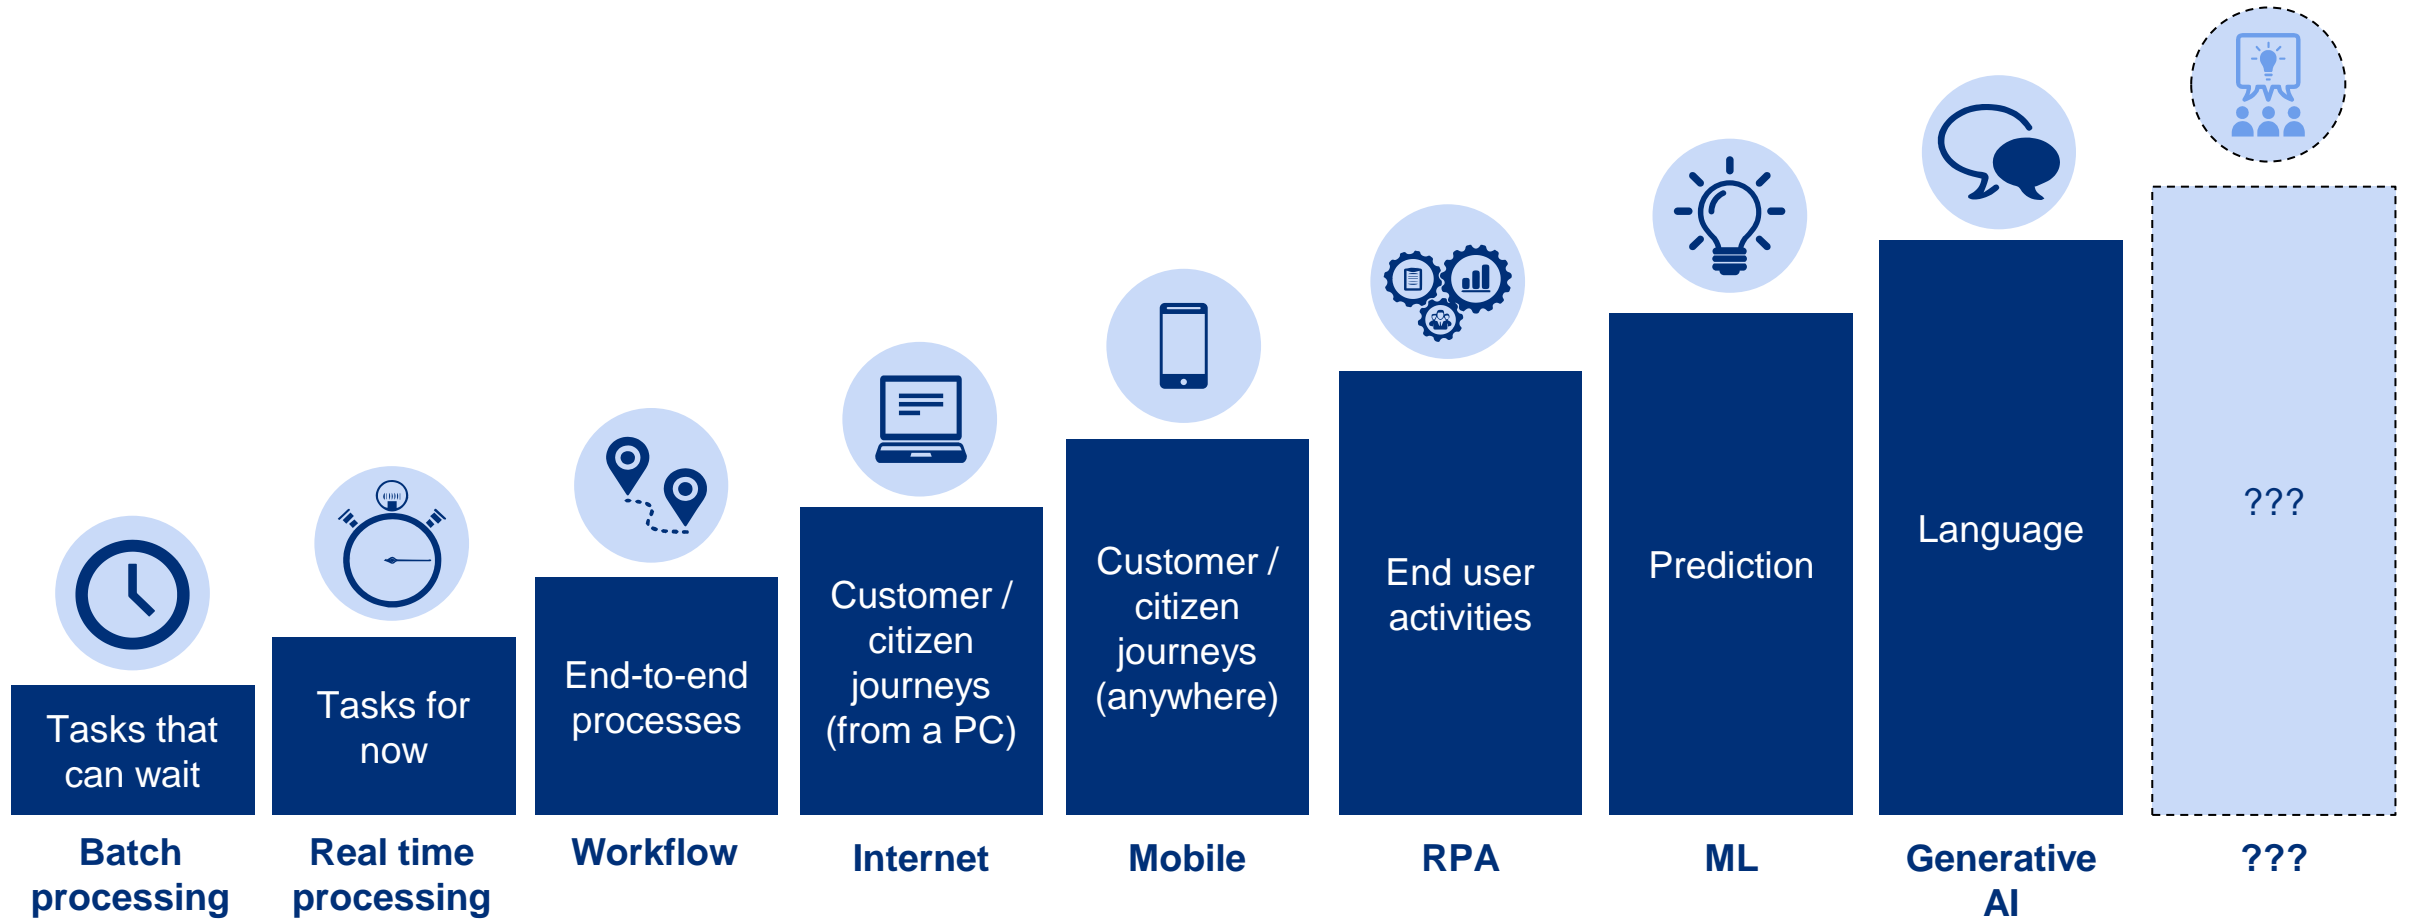 Tasks that
can wait
Batch
processing
Tasks for
now
Real time
processing
End-to-end
processes
Workflow
Customer /
citizen
journeys
(from a PC)
Internet
Customer /
citizen
journeys
(anywhere)
Mobile
End user
activities
RPA
Prediction
ML
Language
Generative
AI
???
???